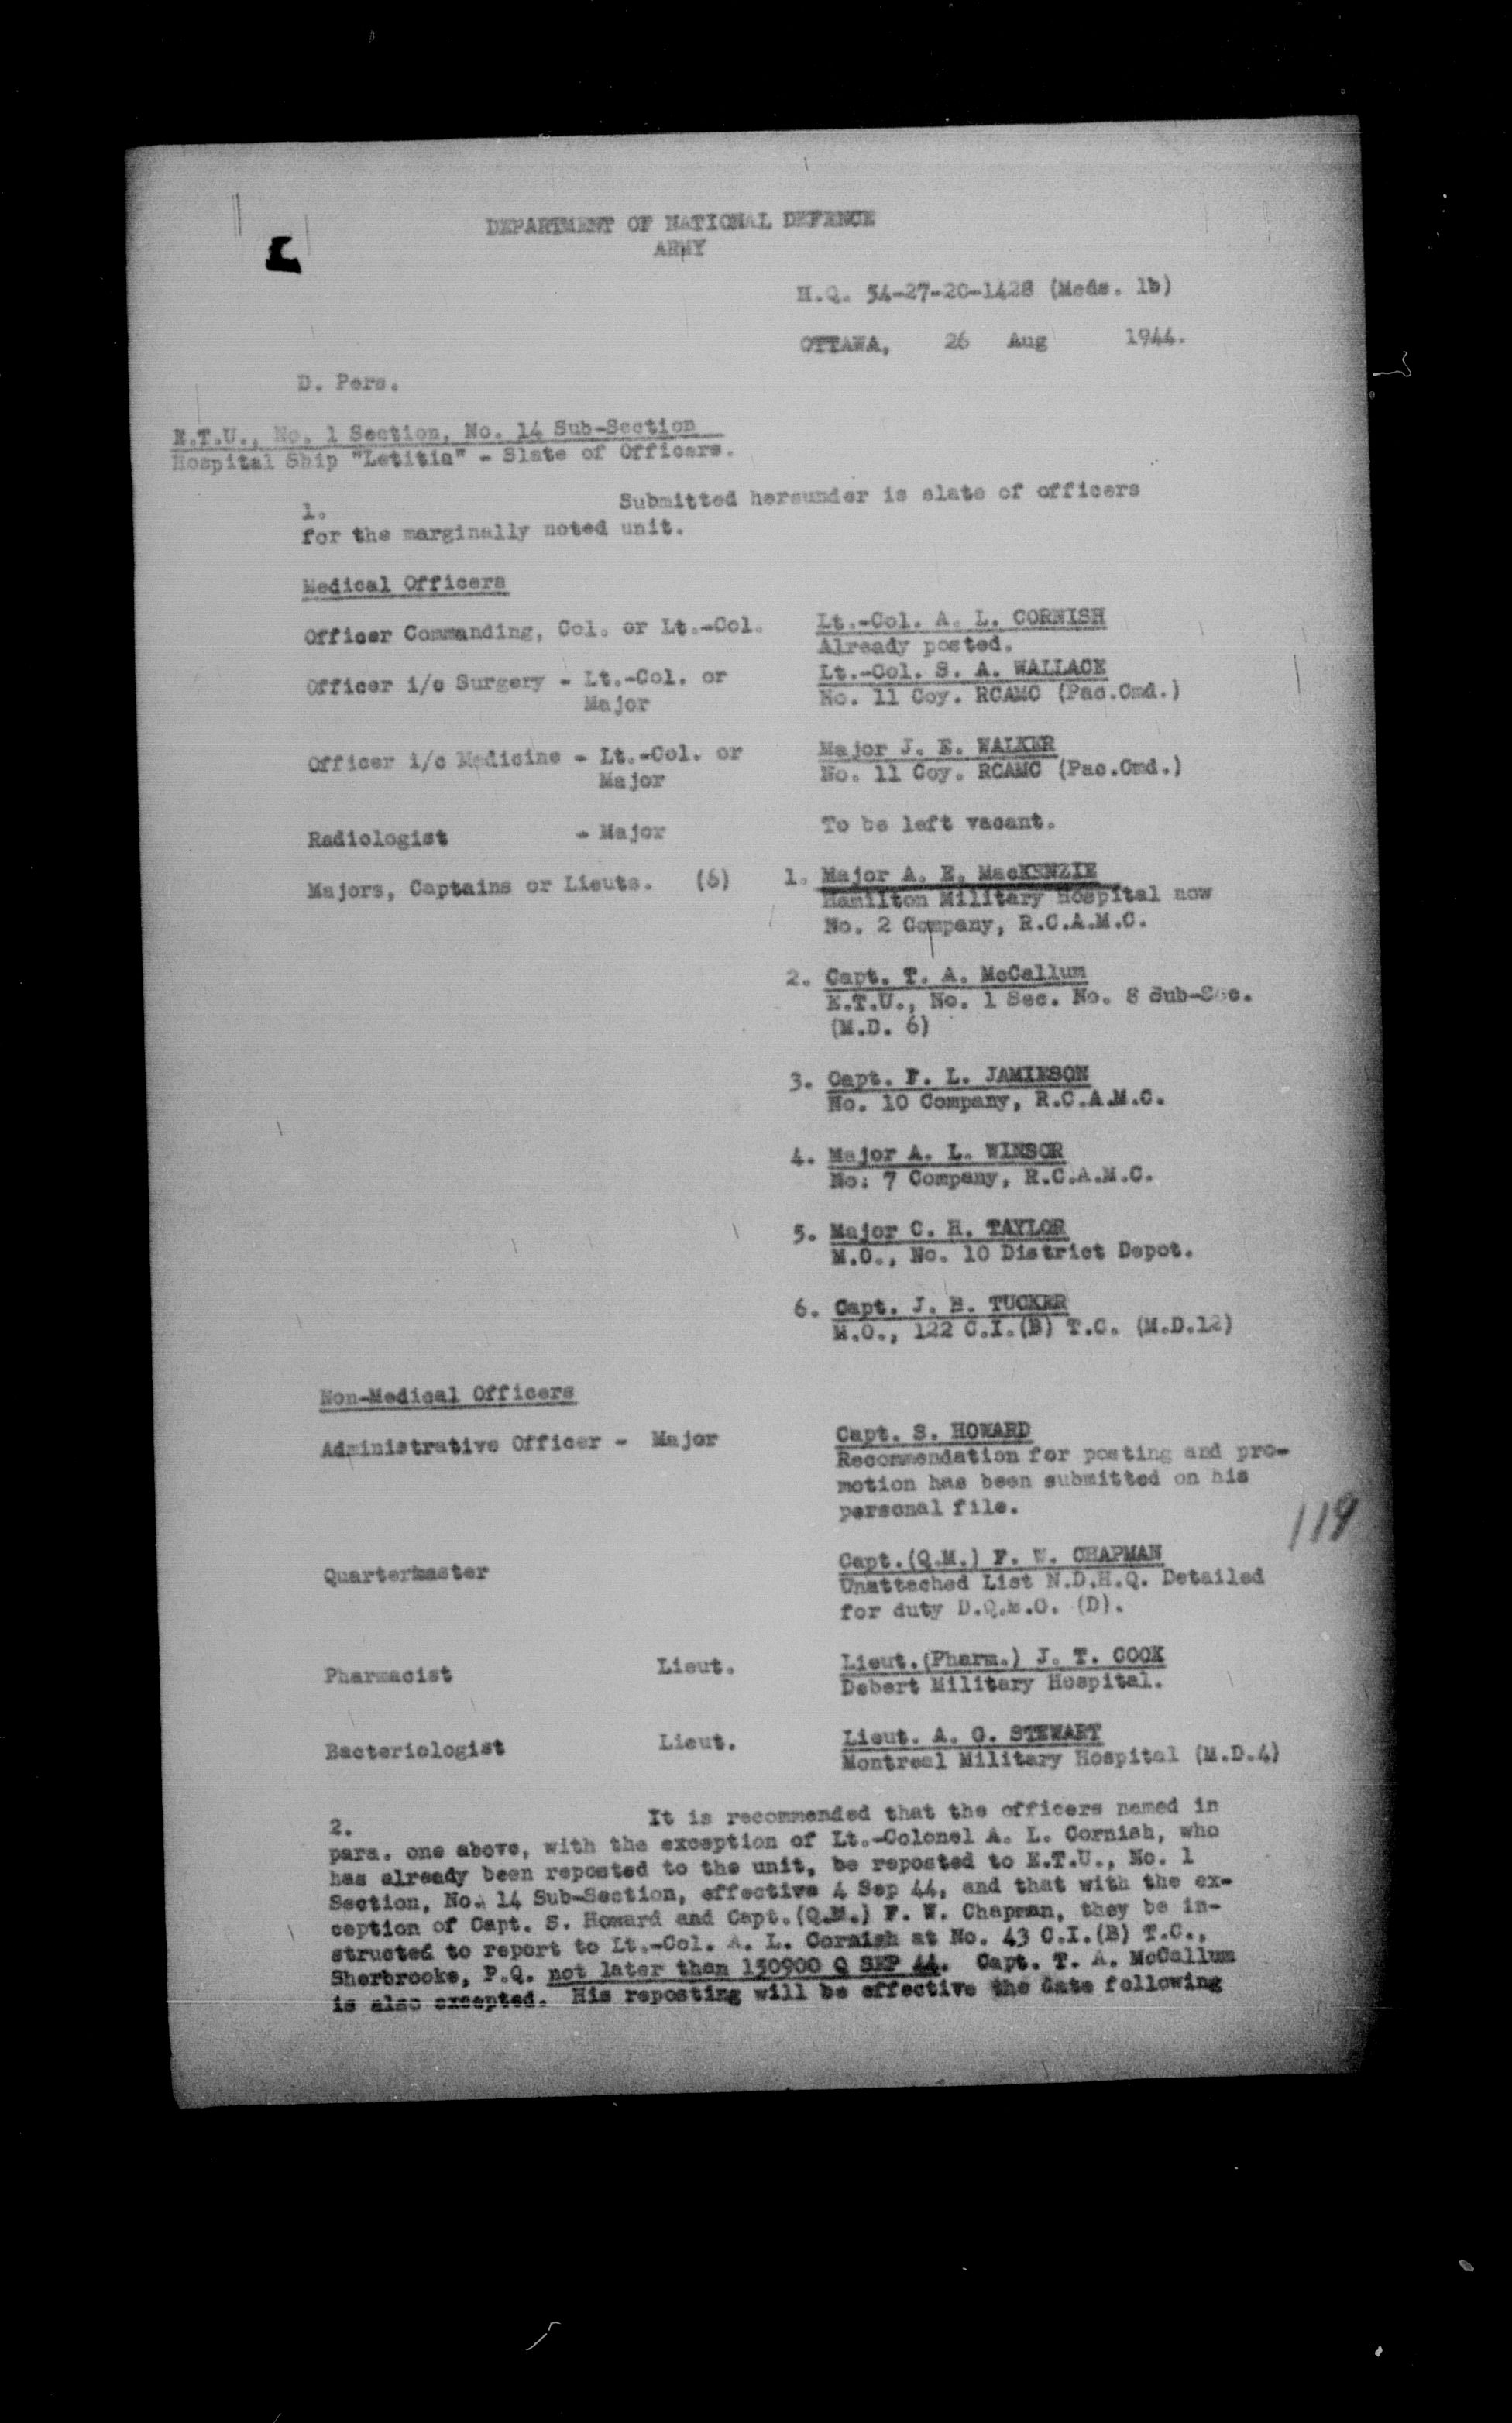 DEPARTMENT OF NATIONAL DEFENCE
ARMY
H.Q. 54-27-20-1428 (Meds. 1b)
OTTAWA, 26 Aug 1944.
D. Pers.
E.T.U., No. 1 Section, No. 14 Sub-Section
Hospital Ship "Letitia" - Slate of Officers.
1. Submitted hereunder is slate of officers
for the marginally noted unit.
Medical Officers
Officer Commanding, Col. or Lt.-Col. Lt.-Col. A. L. CORNISH
Already posted.
Officer i/c Surgery - Lt.-Col. or Lt.-Col. S. A. WALLACE
Major No. 11 Coy. RCAMC (Pac.Cmd.)
Officer i/c Medicine - Lt.-Col. or Major J. E. WALKER
Major No. 11 Coy. RCAMC (Pac.Cmd.)
Radiologist - Major To be left vacant.
Majors, Captains or Lieuts. (6) 1. Major A. E. MacKENZIE
Hamilton Military Hospital now
No. 2 Company, R.C.A.M.C.
2. Capt. T. A. McCallum
E.T.U., No. 1 Sec. No. 8 Sub-Sec.
(M.D. 6)
3. Capt. F. L. JAMIESON
No. 10 Company, R.C.A.M.C.
4. Major A. L. WINSOR
No. 7 Company, R.C.A.M.C.
5. Major C. H. TAYLOR
M.O., No. 10 District Depot.
6. Capt. J. E. TUCKER
M.O., 122 C.I.(B) T.C. (M.D.12)
Non-Medical Officers
Administrative Officer - Major Capt. S. HOWARD
Recommendation for posting and pro-
motion has been submitted on his
personal file.
119
Quartermaster Capt.(Q.M.) F. W. CHAPMAN
Unattached List N.D.H.Q. Detailed
for duty D.Q.M.G. (D).
Pharmacist Lieut. Lieut.(Pharm.) J. T. COOK
Debert Military Hospital.
Bacteriologist Lieut. Lieut. A. G. STEWART
Montreal Military Hospital (M.D.4)
2. It is recommended that the officers named in
para. one above, with the exception of Lt.-Colonel A. L. Cornish, who
has already been reposted to the unit, be reposted to E.T.U., No. 1
Section, No. 14 Sub-Section, effective 4 Sep 44, and that with the ex-
ception of Capt. S. Howard and Capt.(Q.M.) F. W. Chapman, they be in-
structed to report to Lt.-Col. A. L. Cornish at No. 43 C.I.(B) T.C.,
Sherbrooke, P.Q. not later than 150900 Q SEP 44. Capt. T. A. McCallum
is also excepted. His reposting will be effective the date following